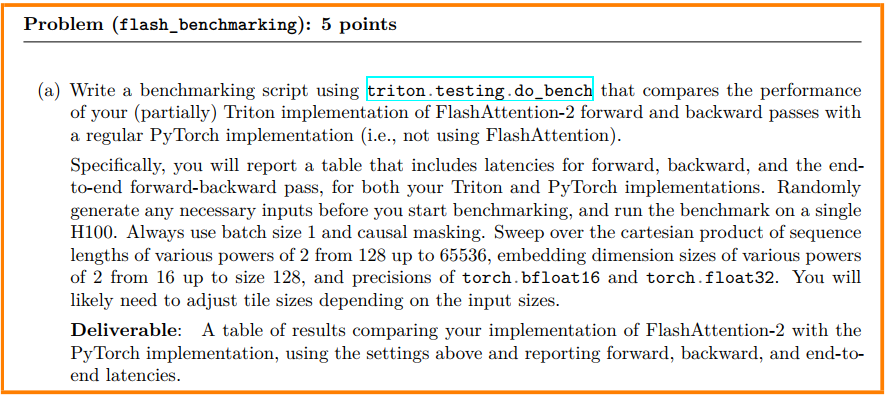 Problem (flash_benchmarking): 5 points
(a) Write a benchmarking script using triton.testing.do_bench that compares the performance
of your (partially) Triton implementation of FlashAttention-2 forward and backward passes with
a regular PyTorch implementation (i.e., not using FlashAttention).
Specifically, you will report a table that includes latencies for forward, backward, and the end-
to-end forward-backward pass, for both your Triton and PyTorch implementations. Randomly
generate any necessary inputs before you start benchmarking, and run the benchmark on a single
H100. Always use batch size 1 and causal masking. Sweep over the cartesian product of sequence
lengths of various powers of 2 from 128 up to 65536, embedding dimension sizes of various powers
of 2 from 16 up to size 128, and precisions of torch.bfloat16 and torch.float32. You will
likely need to adjust tile sizes depending on the input sizes.
Deliverable: A table of results comparing your implementation of FlashAttention-2 with the
PyTorch implementation, using the settings above and reporting forward, backward, and end-to-
end latencies.